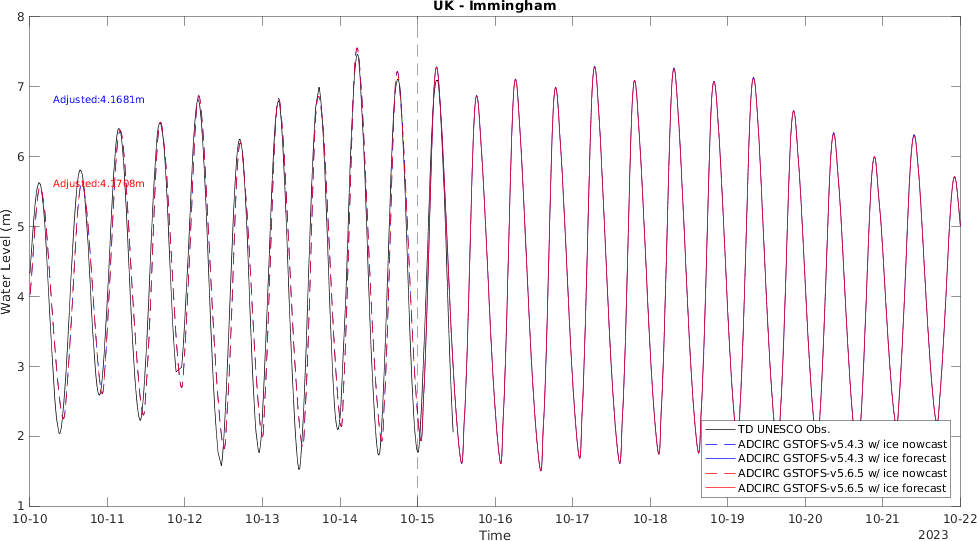 UK - Immingham
8
7
6
5
4
3
2
1
Water Level (m)
Adjusted:4.1681m
Adjusted:4.1708m
TD UNESCO Obs.
ADCIRC GSTOFS-v5.4.3 w/ ice nowcast
ADCIRC GSTOFS-v5.4.3 w/ ice forecast
ADCIRC GSTOFS-v5.6.5 w/ ice nowcast
ADCIRC GSTOFS-v5.6.5 w/ ice forecast
10-10 10-11 10-12 10-13 10-14 10-15 10-16 10-17 10-18 10-19 10-20 10-21 10-22
Time
2023